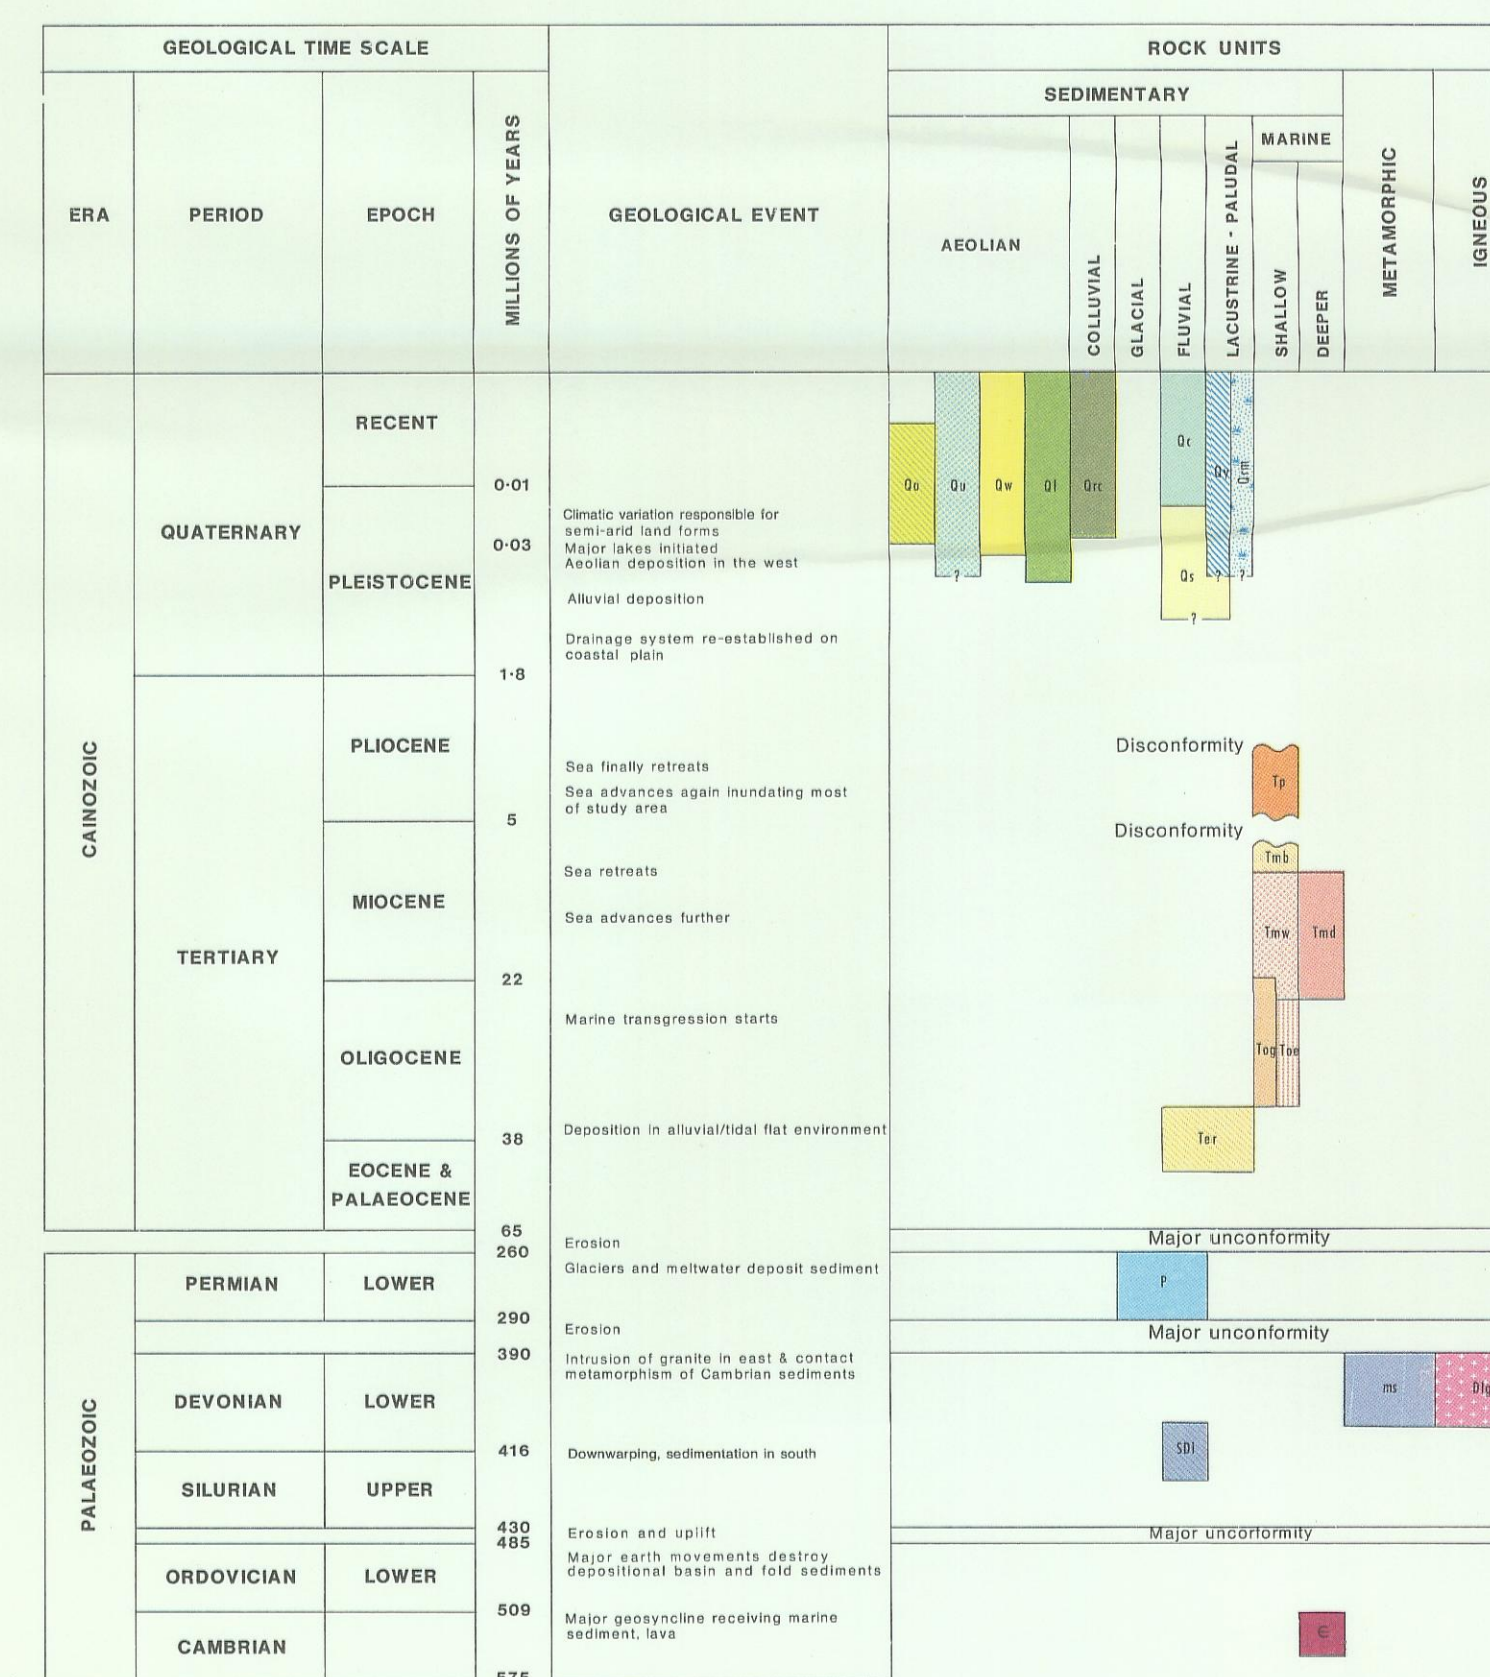 GEOLOGICAL TIME SCALE
ROCK UNITS
SEDIMENTARY
MARINE
ERA
PERIOD
EPOCH
MILLIONS OF YEARS
GEOLOGICAL EVENT
AEOLIAN
COLLUVIAL
GLACIAL
FLUVIAL
LACUSTRINE - PALUDAL
SHALLOW
DEEPER
METAMORPHIC
IGNEOUS
CAINOZOIC
QUATERNARY
RECENT
0·01
PLEISTOCENE
Climatic variation responsible for
semi-arid land forms
0·03
Major lakes initiated
Aeolian deposition in the west
Alluvial deposition
Drainage system re-established on
coastal plain
1·8
Qu
Qw
Ql
Qrc
Qc
Qv
Qrm
Qs
?
?
?
?
TERTIARY
PLIOCENE
Sea finally retreats
Sea advances again inundating most
of study area
5
Disconformity
Tp
Disconformity
Tmb
MIOCENE
Sea retreats
Sea advances further
Tmw
Tmd
22
OLIGOCENE
Marine transgression starts
Tog
Toe
Deposition in alluvial/tidal flat environment
38
Ter
EOCENE &
PALAEOCENE
65
Erosion
Major unconformity
260
PALAEOZOIC
PERMIAN
LOWER
Glaciers and meltwater deposit sediment
P
290
Erosion
Major unconformity
390
DEVONIAN
LOWER
Intrusion of granite in east & contact
metamorphism of Cambrian sediments
ms
Dlg
416
Downwarping, sedimentation in south
SDl
SILURIAN
UPPER
430
Erosion and uplift
Major uncorformity
485
ORDOVICIAN
LOWER
Major earth movements destroy
depositional basin and fold sediments
509
CAMBRIAN
Major geosyncline receiving marine
sediment, lava
Є
575